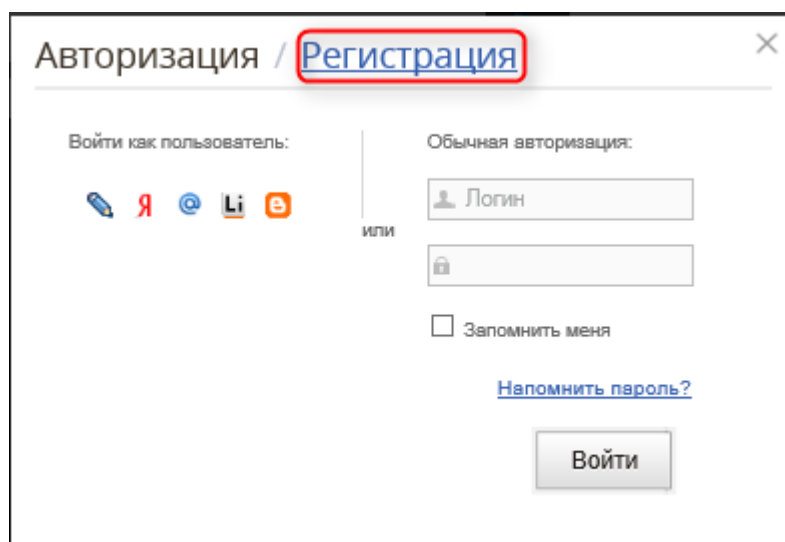 Авторизация / Регистрация
Войти как пользователь:
Я @ Li B
или
Обычная авторизация:
Логин
Запомнить меня
Напомнить пароль?
Войти